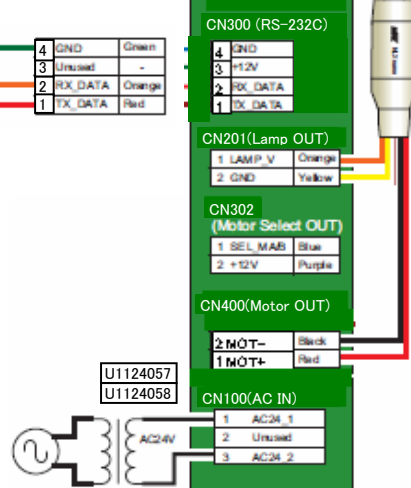 CN300 (RS-232C)
4 GND Green
3 Unused -
2 RX_DATA Orange
1 TX_DATA Red
4 GND
3 +12V
2 RX_DATA
1 TX_DATA
CN201(Lamp OUT)
1 LAMP_V Orange
2 GND Yellow
CN302
(Motor Select OUT)
1 SEL_MA/B Blue
2 +12V Purple
CN400(Motor OUT)
2 MOT- Black
1 MOT+ Red
U1124057
U1124058
CN100(AC IN)
AC24V
1 AC24_1
2 Unused
3 AC24_2